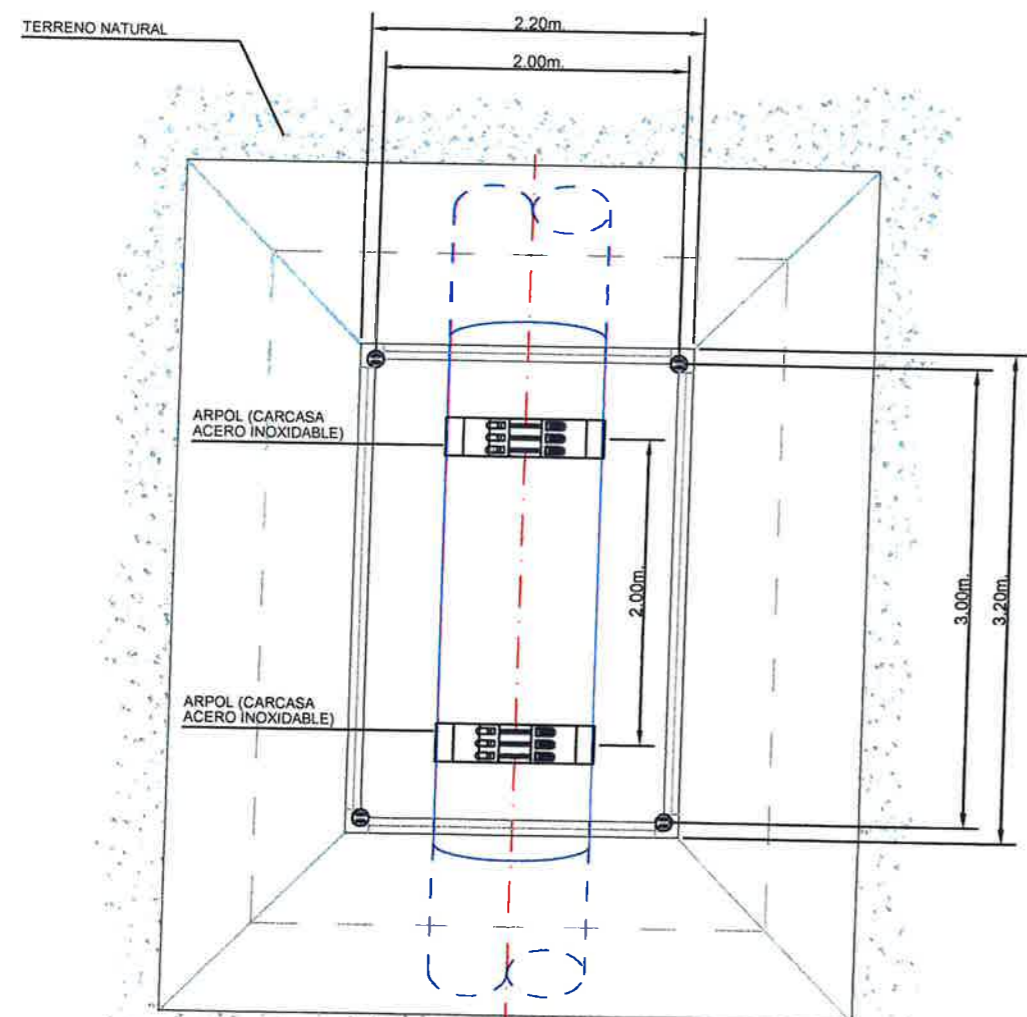 TERRENO NATURAL
2.20m.
2.00m.
ARPOL (CARCASA
ACERO INOXIDABLE)
2.00m.
3.00m.
3.20m.
ARPOL (CARCASA
ACERO INOXIDABLE)